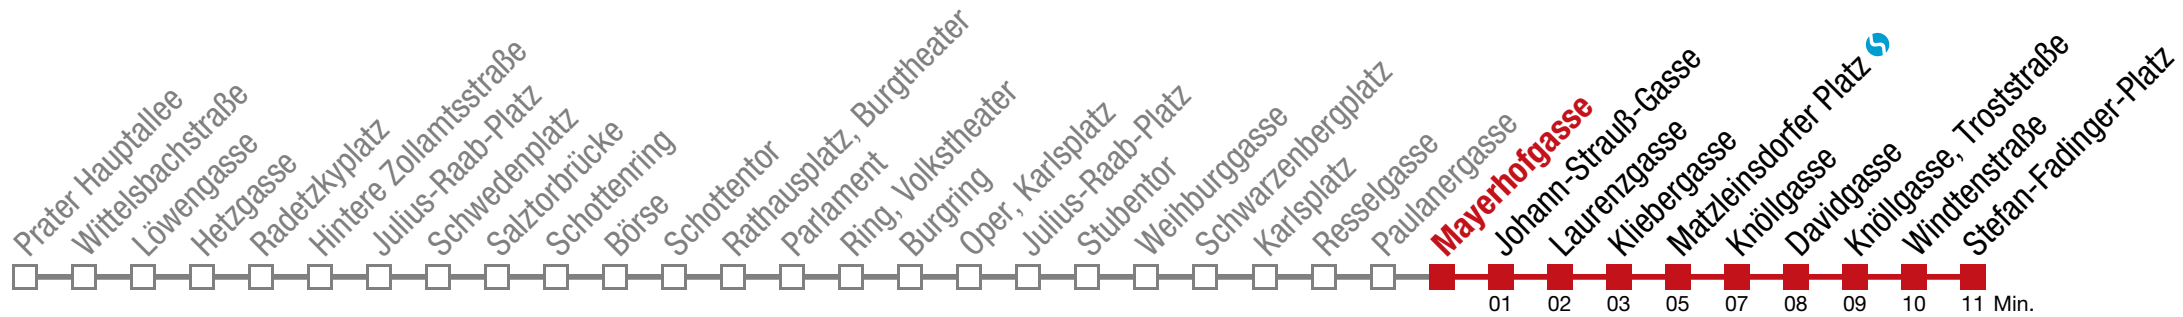 Prater Hauptallee
Wittelsbachstraße
Löwengasse
Hetzgasse
Radetzkyplatz
Hintere Zollamtsstraße
Julius-Raab-Platz
Schwedenplatz
Salztorbrücke
Schottenring
Börse
Schottentor
Rathausplatz, Burgtheater
Parlament
Ring, Volkstheater
Burgring
Oper, Karlsplatz
Julius-Raab-Platz
Stubentor
Weihburggasse
Schwarzenbergplatz
Karlsplatz
Resselgasse
Paulanergasse
Mayerhofgasse
Johann-Strauß-Gasse
Laurenzgasse
Kliebergasse
Matzleinsdorfer Platz
Knöllgasse
Davidgasse
Knöllgasse, Troststraße
Windtenstraße
Stefan-Fadinger-Platz
01 02 03 05 07 08 09 10 11 Min.